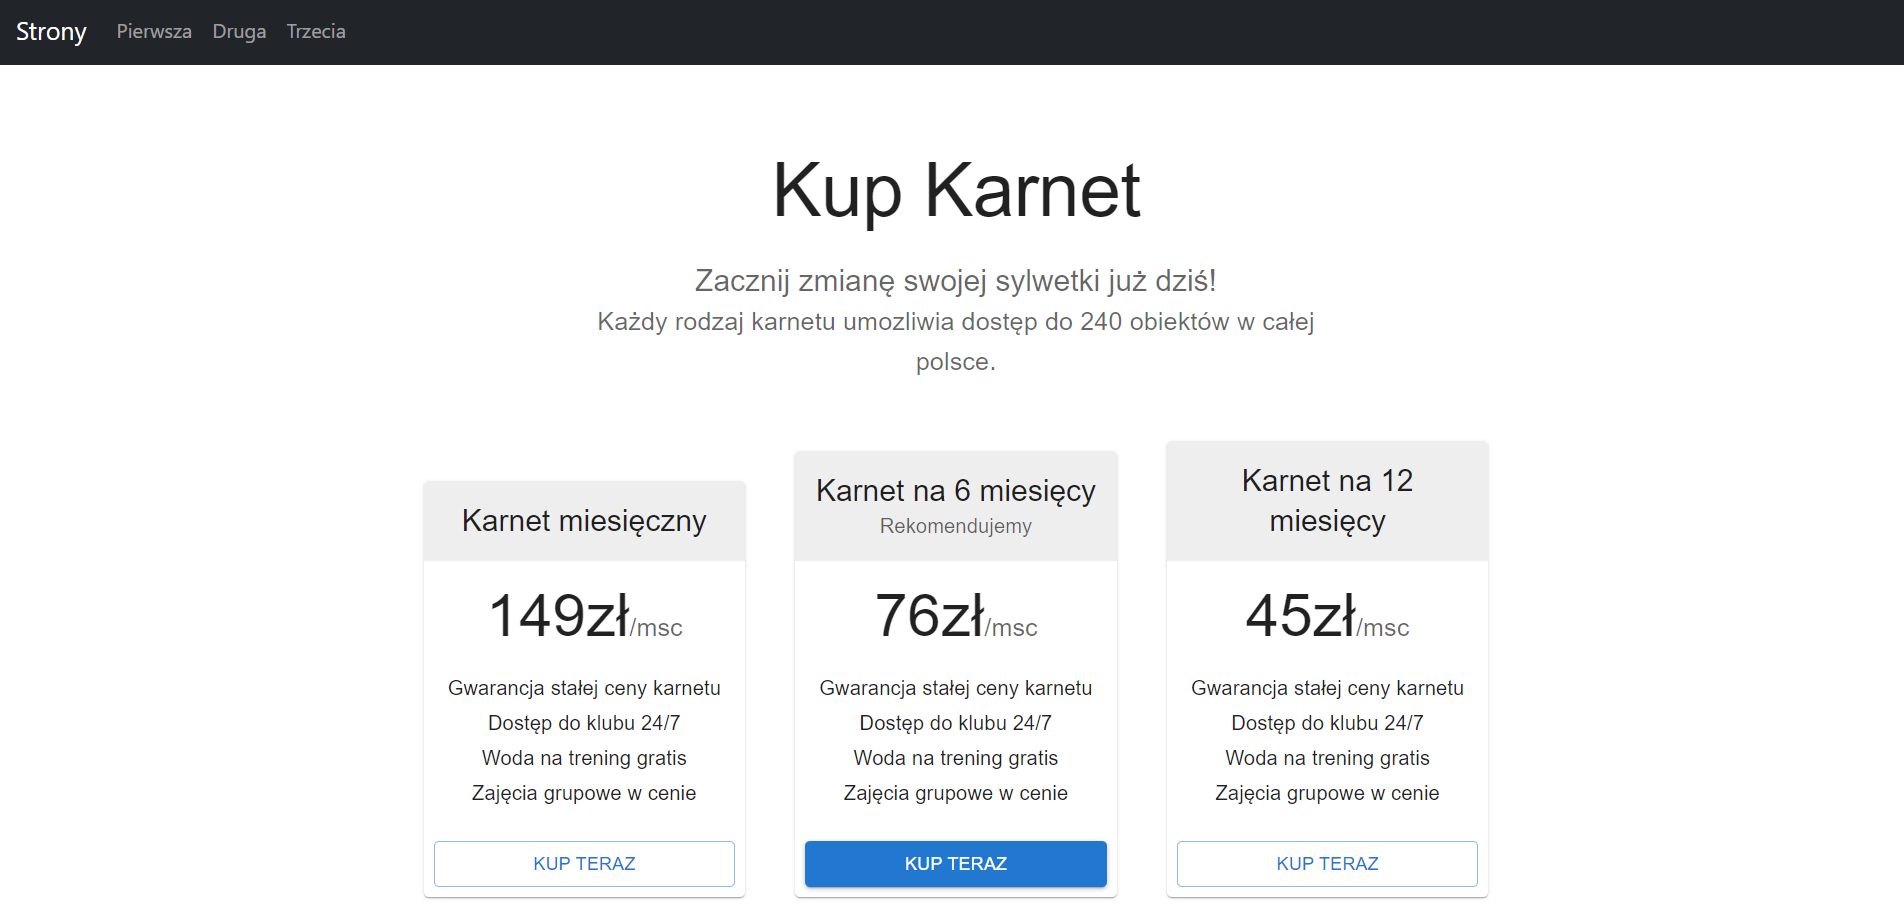 Strony Pierwsza Druga Trzecia
Kup Karnet
Zacznij zmianę swojej sylwetki już dziś!
Każdy rodzaj karnetu umozliwia dostęp do 240 obiektów w całej
polsce.
Karnet miesięczny
149zł/msc
Gwarancja stałej ceny karnetu
Dostęp do klubu 24/7
Woda na trening gratis
Zajęcia grupowe w cenie
KUP TERAZ
Karnet na 6 miesięcy
Rekomendujemy
76zł/msc
Gwarancja stałej ceny karnetu
Dostęp do klubu 24/7
Woda na trening gratis
Zajęcia grupowe w cenie
KUP TERAZ
Karnet na 12
miesięcy
45zł/msc
Gwarancja stałej ceny karnetu
Dostęp do klubu 24/7
Woda na trening gratis
Zajęcia grupowe w cenie
KUP TERAZ